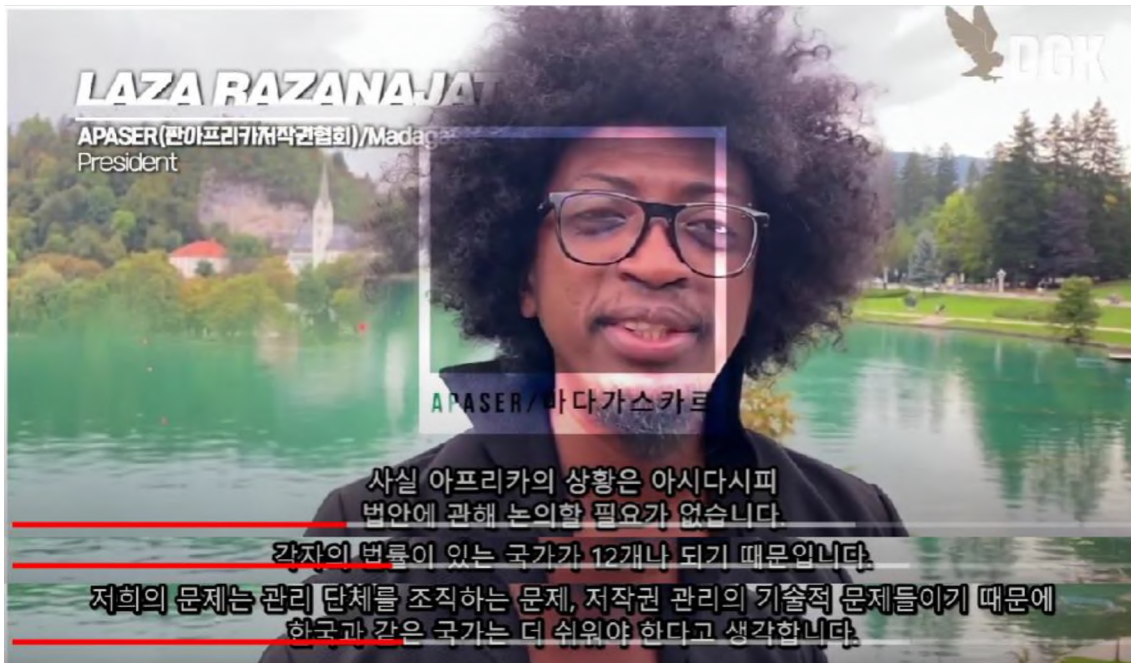 LAZA RAZANAJAT
APASER(판아프리카저작권협회)/Madagas
President
DGK
APASER/마다가스카르
사실 아프리카의 상황은 아시다시피
법안에 관해 논의할 필요가 없습니다.
각자의 법률이 있는 국가가 12개나 되기 때문입니다.
저희의 문제는 관리 단체를 조직하는 문제, 저작권 관리의 기술적 문제들이기 때문에
한국과 같은 국가는 더 쉬워야 한다고 생각합니다.